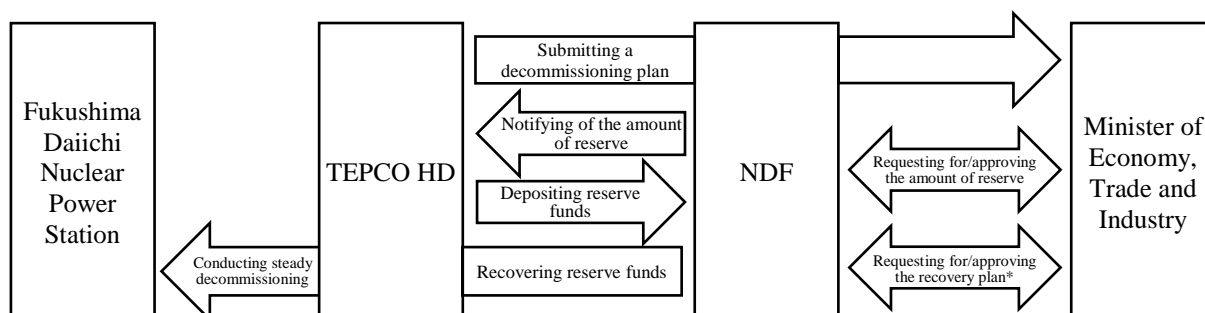 Fukushima
Daiichi
Nuclear
Power
Station
TEPCO HD
Submitting a
decommissioning plan
Notifying of the amount
of reserve
Depositing reserve
funds
Recovering reserve funds
Conducting steady
decommissioning
NDF
Requesting for/approving
the amount of reserve
Requesting for/approving
the recovery plan*
Minister of
Economy,
Trade and
Industry